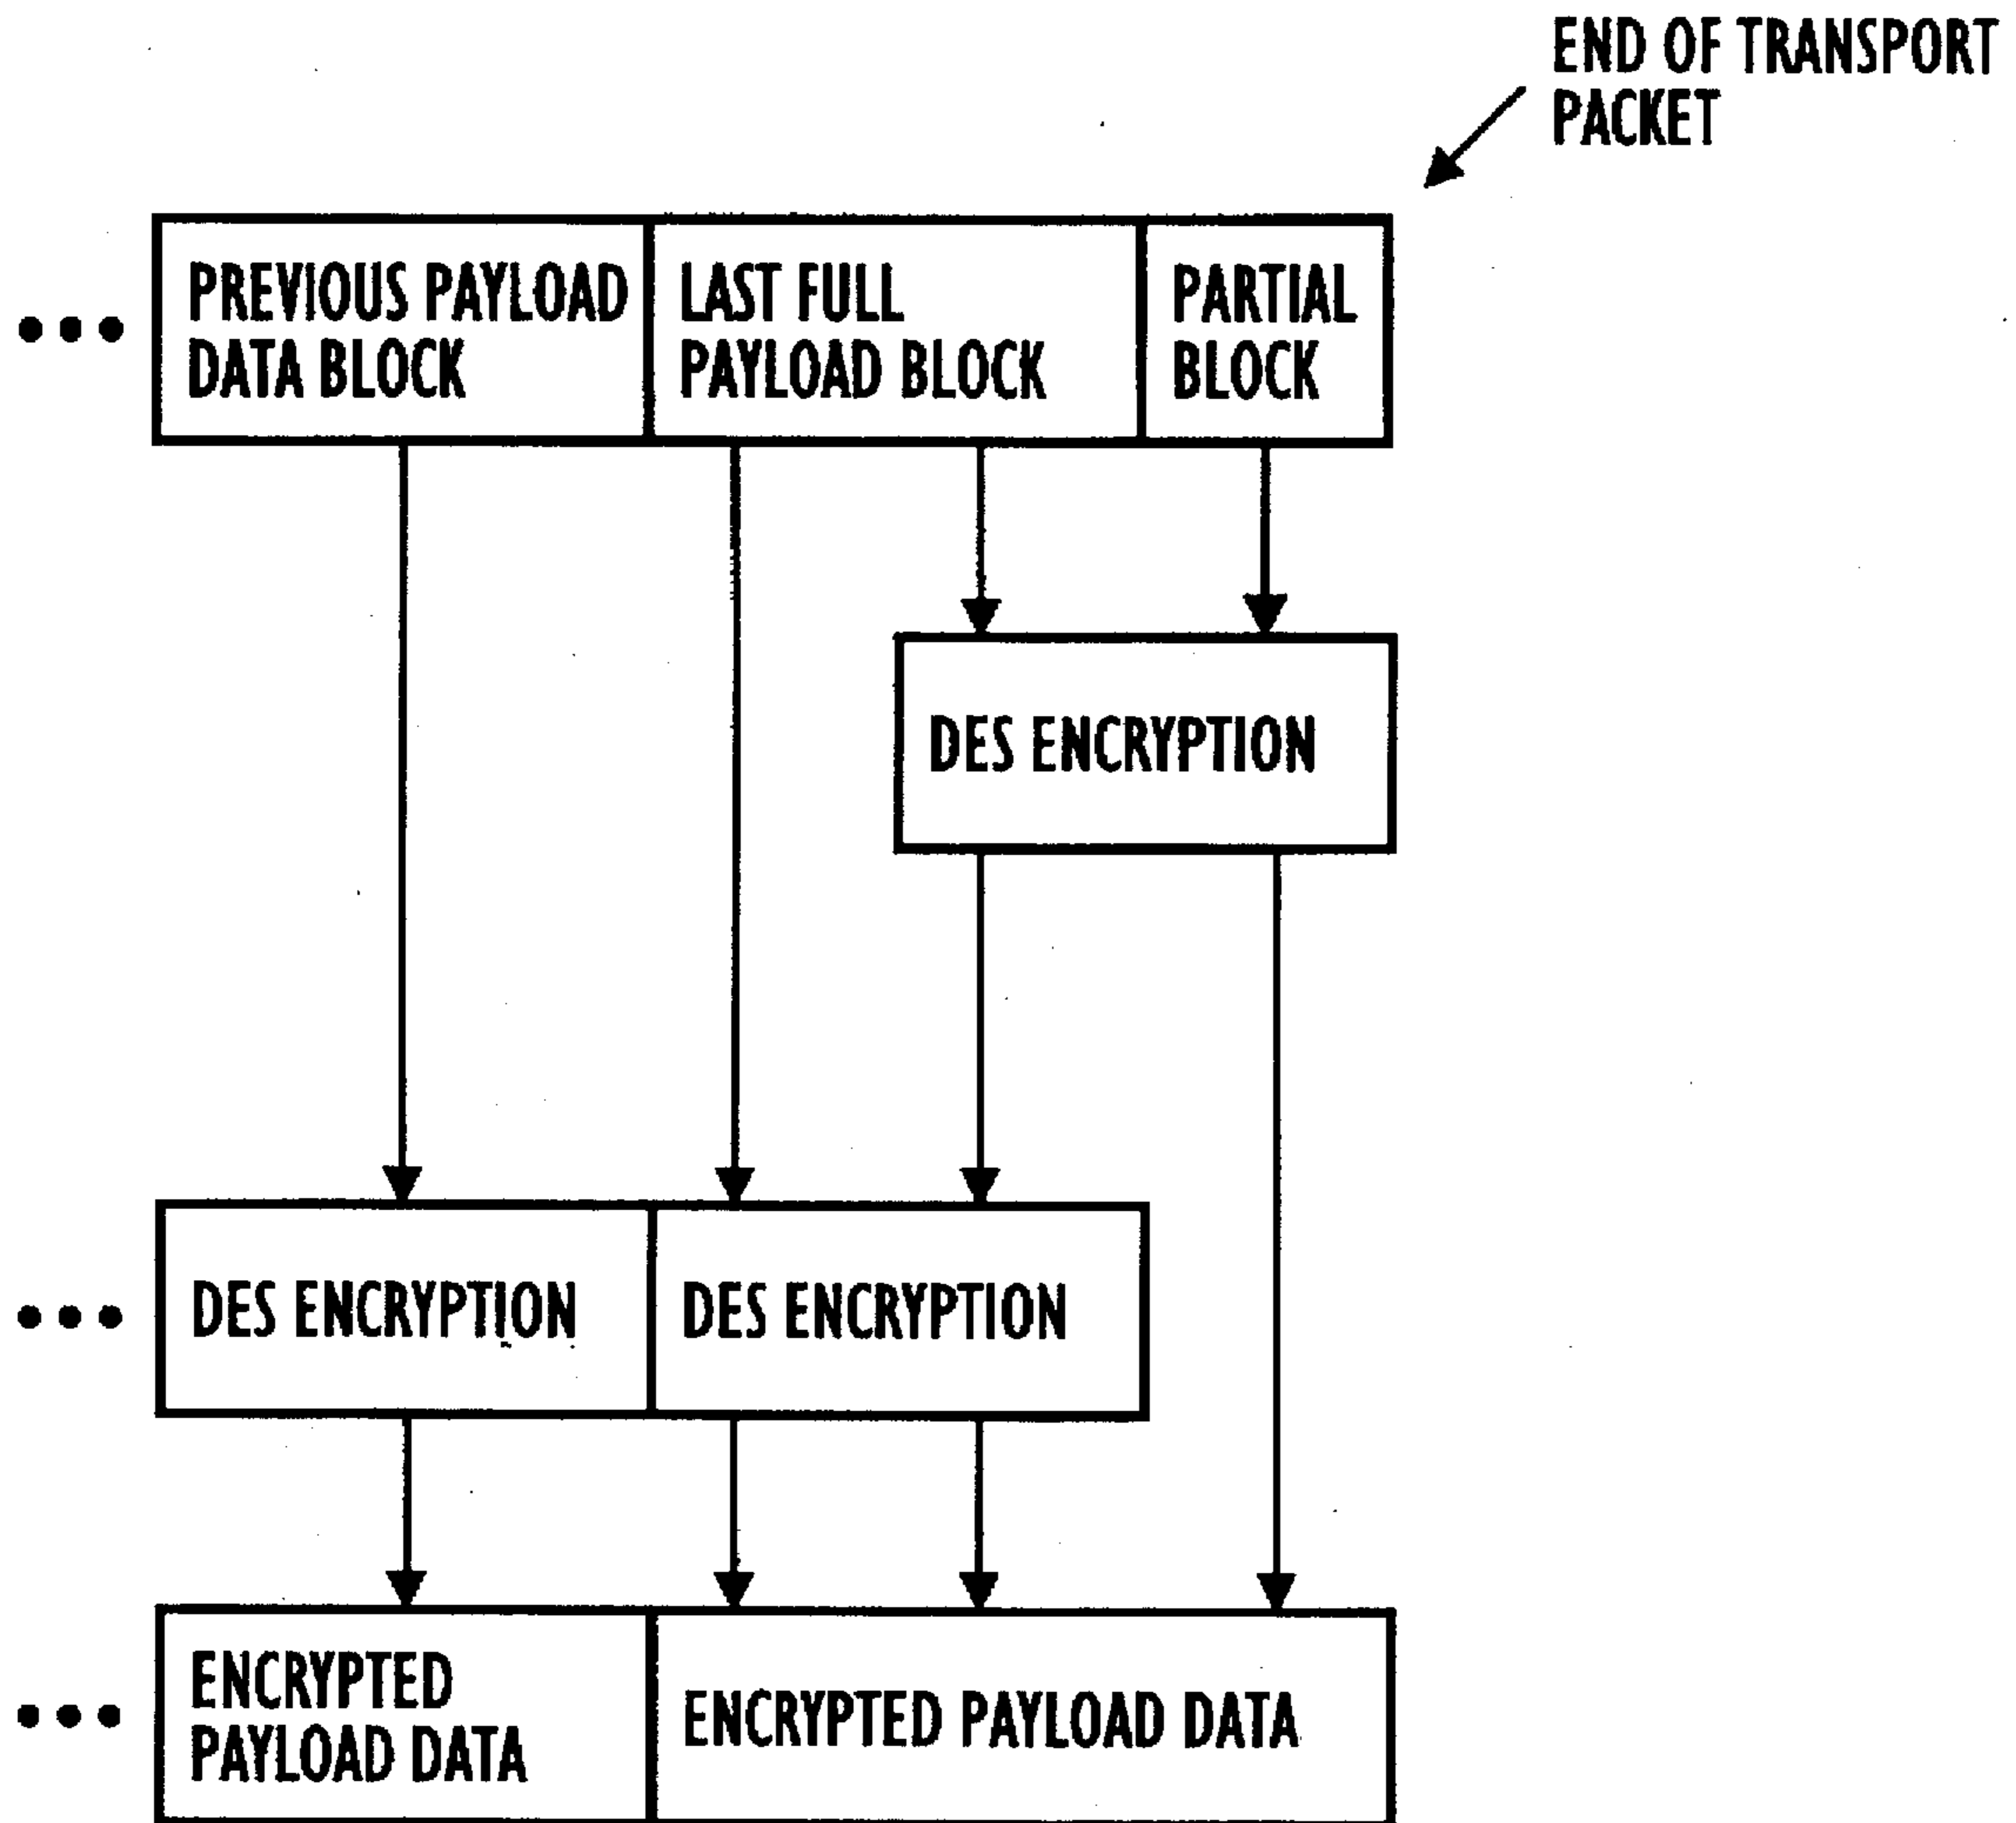 END OF TRANSPORT
PACKET
PREVIOUS PAYLOAD
DATA BLOCK
LAST FULL
PAYLOAD BLOCK
PARTIAL
BLOCK
DES ENCRYPTION
DES ENCRYPTION
DES ENCRYPTION
ENCRYPTED
PAYLOAD DATA
ENCRYPTED PAYLOAD DATA